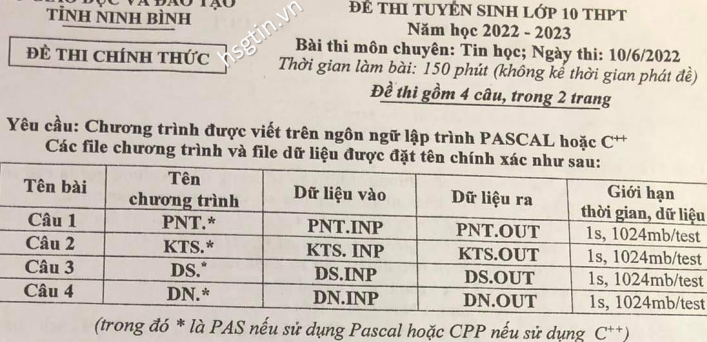 TỈNH NINH BÌNH
ĐỀ THI CHÍNH THỨC
hsgtin.vn
ĐỀ THI TUYỂN SINH LỚP 10 THPT
Năm học 2022 - 2023
Bài thi môn chuyên: Tin học; Ngày thi: 10/6/2022
Thời gian làm bài: 150 phút (không kể thời gian phát đề)
Đề thi gồm 4 câu, trong 2 trang
Yêu cầu: Chương trình được viết trên ngôn ngữ lập trình PASCAL hoặc C++
Các file chương trình và file dữ liệu được đặt tên chính xác như sau:
Tên bài Tên chương trình Dữ liệu vào Dữ liệu ra Giới hạn thời gian, dữ liệu
Câu 1 PNT.* PNT.INP PNT.OUT 1s, 1024mb/test
Câu 2 KTS.* KTS. INP KTS.OUT 1s, 1024mb/test
Câu 3 DS.* DS.INP DS.OUT 1s, 1024mb/test
Câu 4 DN.* DN.INP DN.OUT 1s, 1024mb/test
(trong đó * là PAS nếu sử dụng Pascal hoặc CPP nếu sử dụng C++)